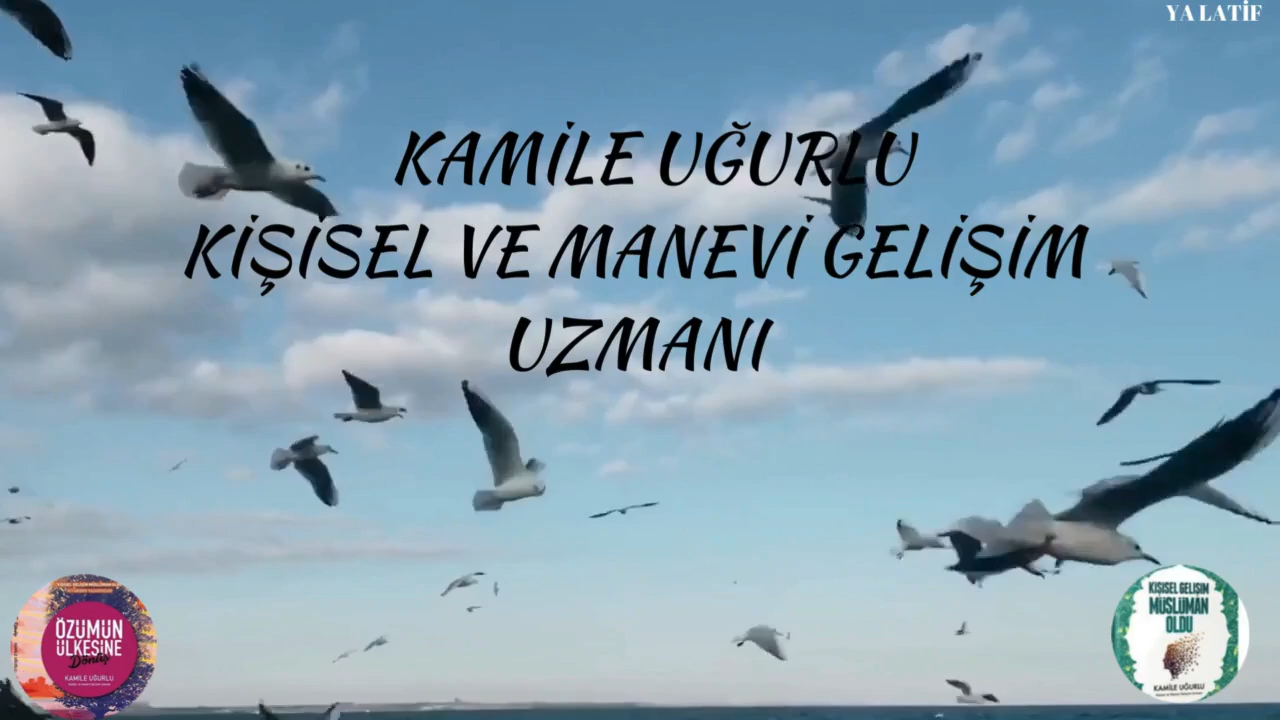 YA LATİF
KAMİLE UĞURLU
KİŞİSEL VE MANEVİ GELİŞİM
UZMANI
ÖZÜMÜN
ÜLKESİNE
Dönüş
KAMİLE UĞURLU
KİŞİSEL GELİŞİM
MÜSLÜMAN
OLDU
KAMİLE UĞURLU